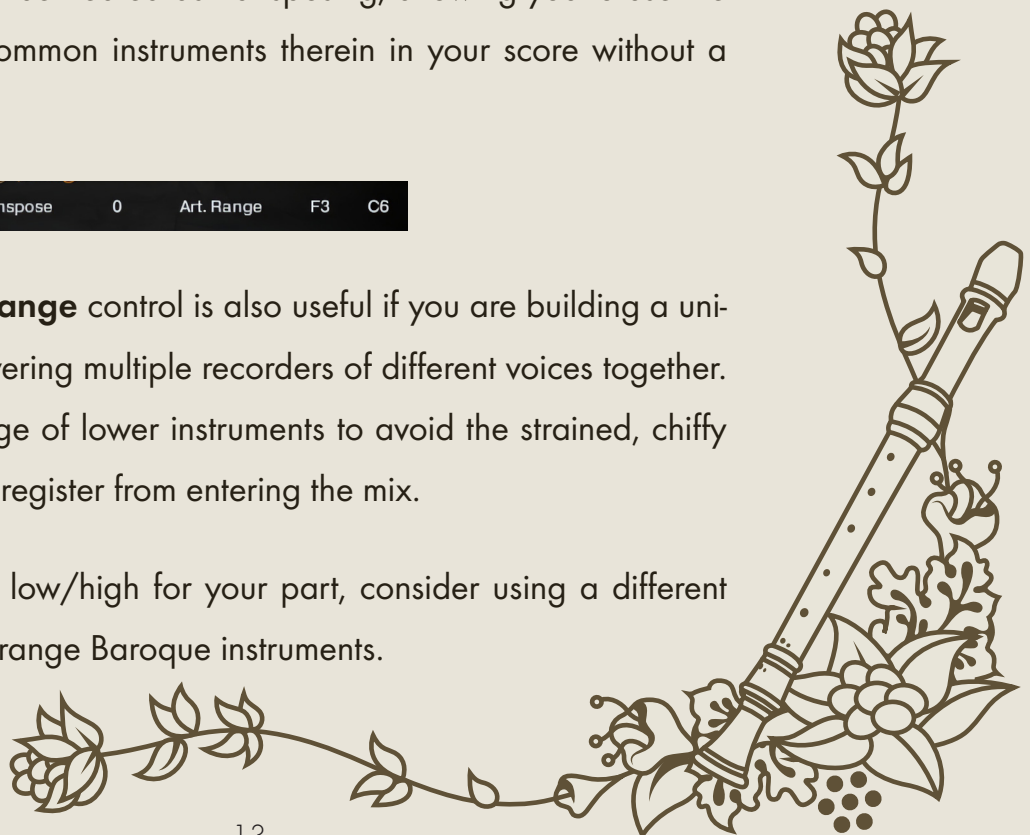 ommon instruments therein in your score without a
nspose 0 Art. Range F3 C6
ange control is also useful if you are building a uni-
vering multiple recorders of different voices together.
ge of lower instruments to avoid the strained, chiffy
register from entering the mix.
low/high for your part, consider using a different
range Baroque instruments.
12